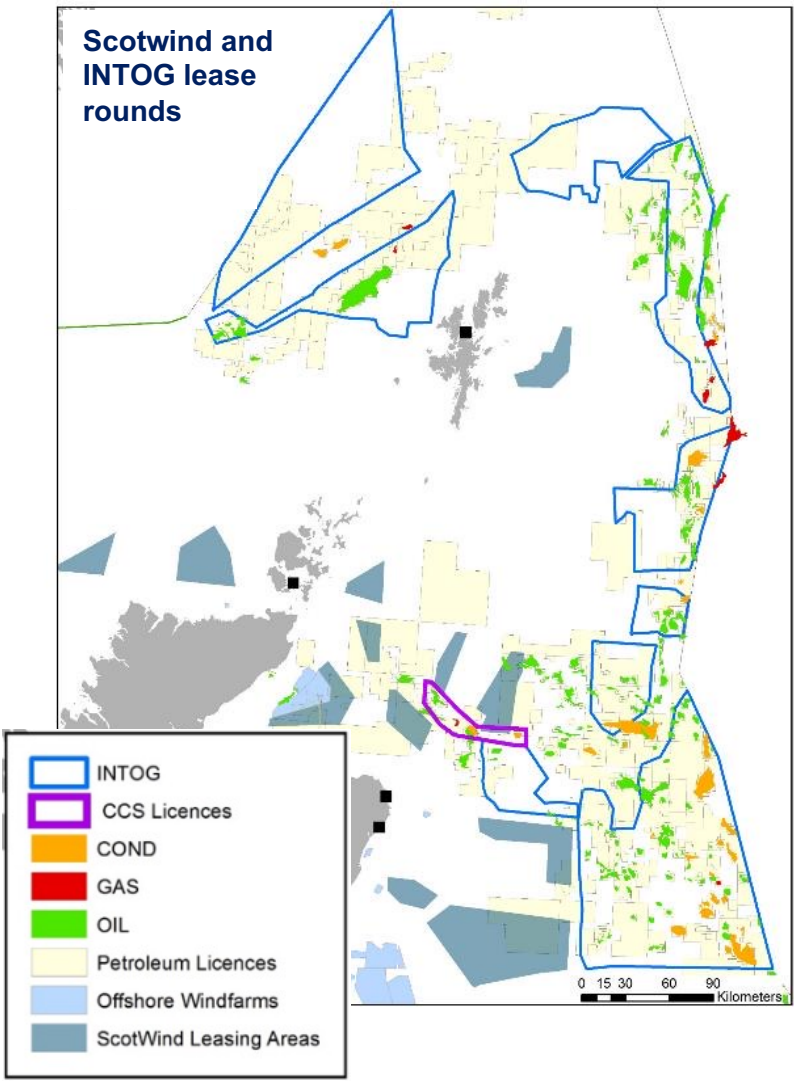 Scotwind and
INTOG lease
rounds
INTOG
CCS Licences
COND
GAS
OIL
Petroleum Licences
Offshore Windfarms
ScotWind Leasing Areas
0 15 30 60 90
Kilometers